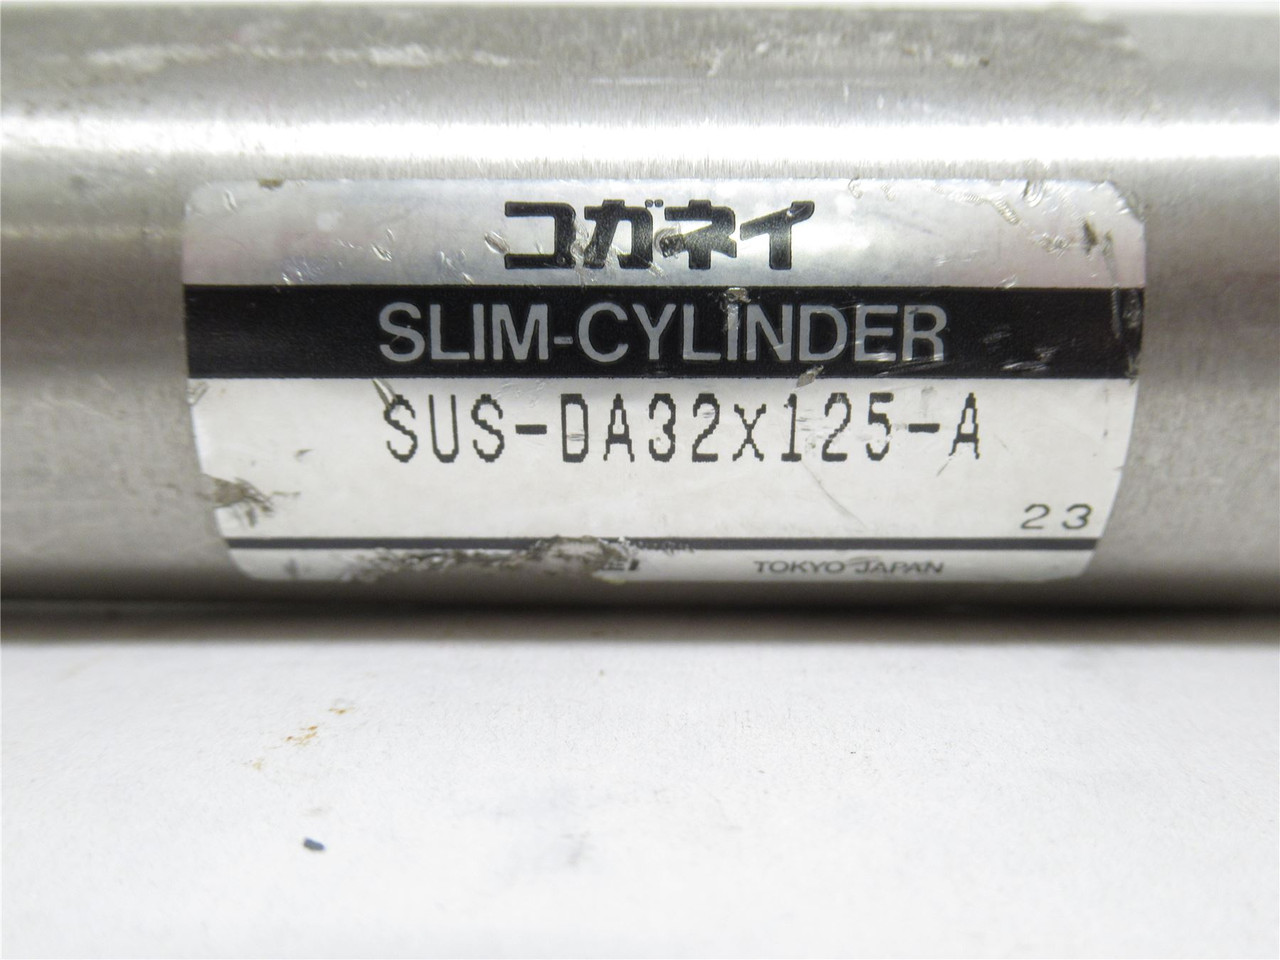 コガネイ
SLIM-CYLINDER
SUS-DA32x125-A
23
TOKYO JAPAN